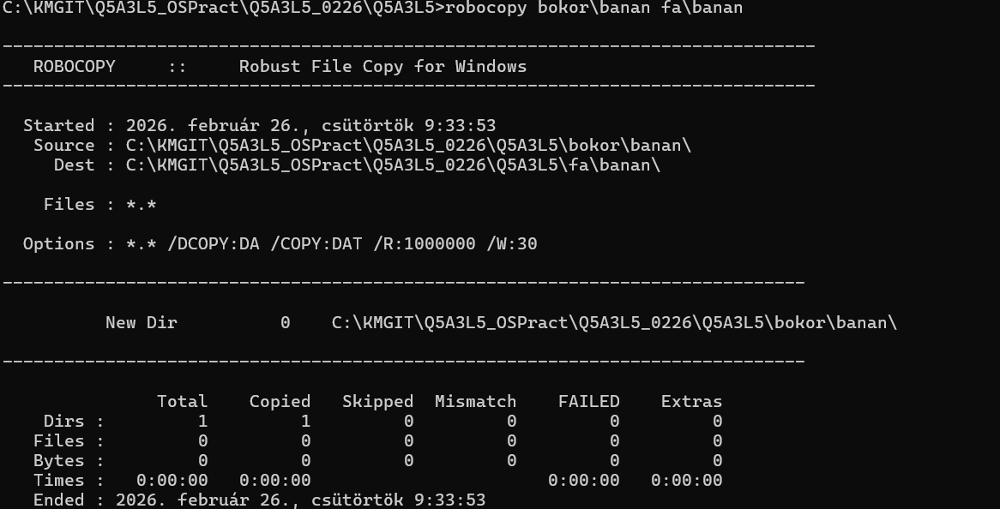 C:\KMGIT\Q5A3L5_OSPract\Q5A3L5_0226\Q5A3L5>robocopy bokor\banan fa\banan
-------------------------------------------------------------------------------
ROBOCOPY     ::     Robust File Copy for Windows
-------------------------------------------------------------------------------
Started : 2026. február 26., csütörtök 9:33:53
Source : C:\KMGIT\Q5A3L5_OSPract\Q5A3L5_0226\Q5A3L5\bokor\banan\
Dest : C:\KMGIT\Q5A3L5_OSPract\Q5A3L5_0226\Q5A3L5\fa\banan\
Files : *.*
Options : *.* /DCOPY:DA /COPY:DAT /R:1000000 /W:30
------------------------------------------------------------------------------
New Dir          0    C:\KMGIT\Q5A3L5_OSPract\Q5A3L5_0226\Q5A3L5\bokor\banan\
------------------------------------------------------------------------------
Total    Copied   Skipped  Mismatch    FAILED    Extras
Dirs :         1         1         0         0         0         0
Files :         0         0         0         0         0         0
Bytes :         0         0         0         0         0         0
Times :   0:00:00   0:00:00                       0:00:00   0:00:00
Ended : 2026. február 26., csütörtök 9:33:53